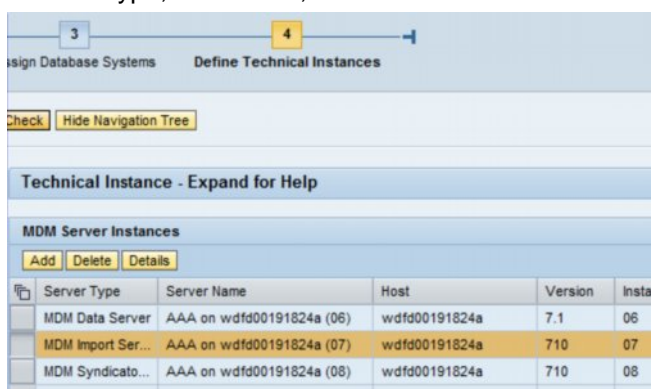 3 4
ssign Database Systems Define Technical Instances
Check Hide Navigation Tree
Technical Instance - Expand for Help
MDM Server Instances
Add Delete Details
Server Type Server Name Host Version Insta
MDM Data Server AAA on wdfd00191824a (06) wdfd00191824a 7.1 06
MDM Import Ser... AAA on wdfd00191824a (07) wdfd00191824a 710 07
MDM Syndicato... AAA on wdfd00191824a (08) wdfd00191824a 710 08